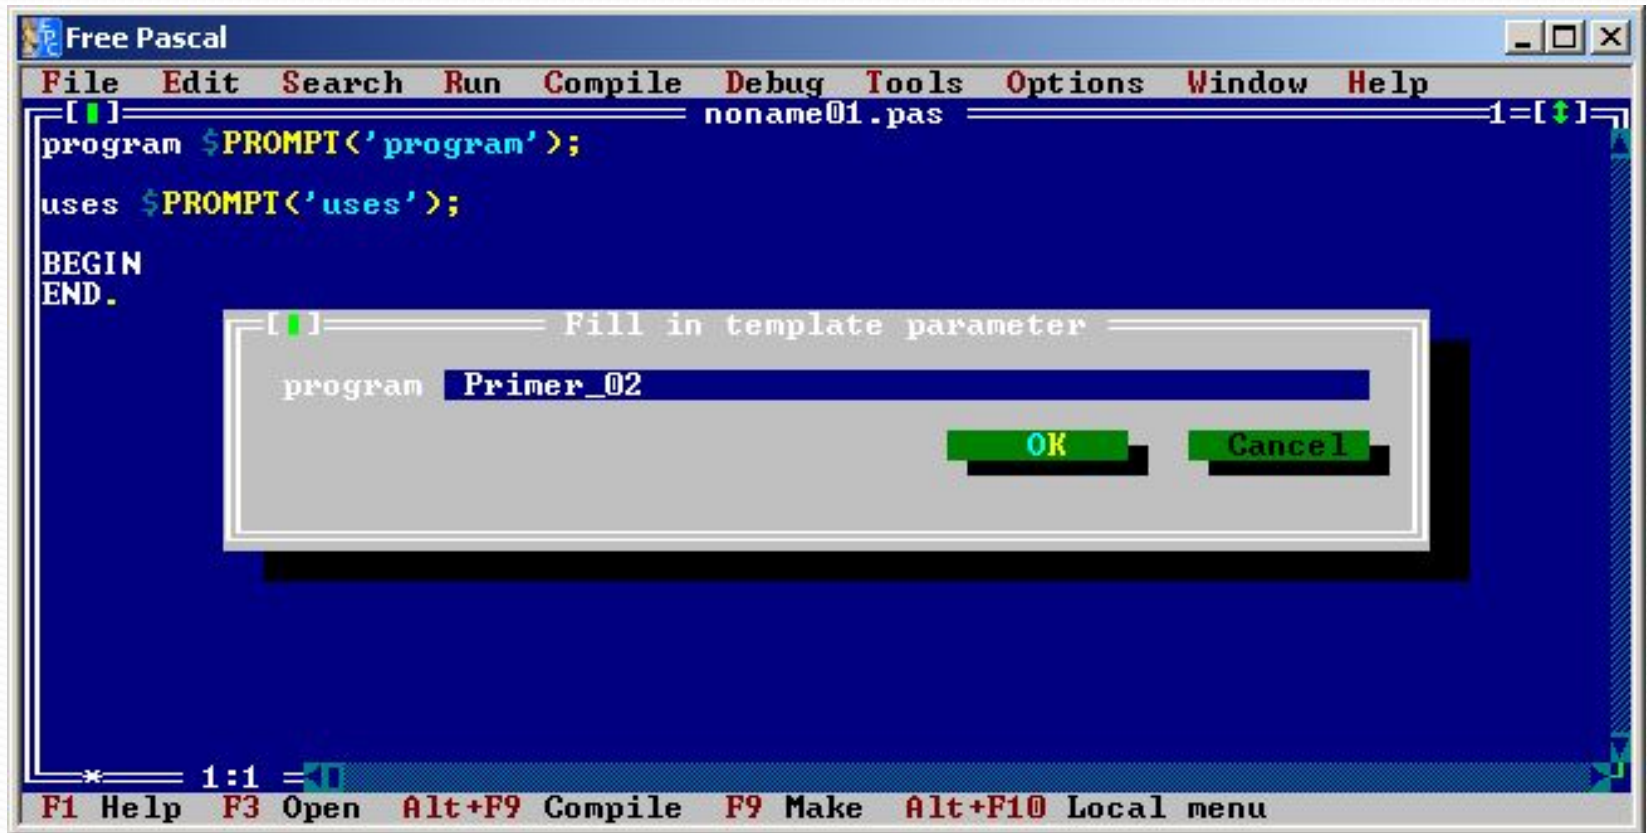 Free Pascal
File Edit Search Run Compile Debug Tools Options Window Help
[ ] noname01.pas 1=[↕]
program $PROMPT('program');
uses $PROMPT('uses');
BEGIN
END.
[ ] Fill in template parameter
program Primer_02
OK Cancel
* 1:1
F1 Help F3 Open Alt+F9 Compile F9 Make Alt+F10 Local menu